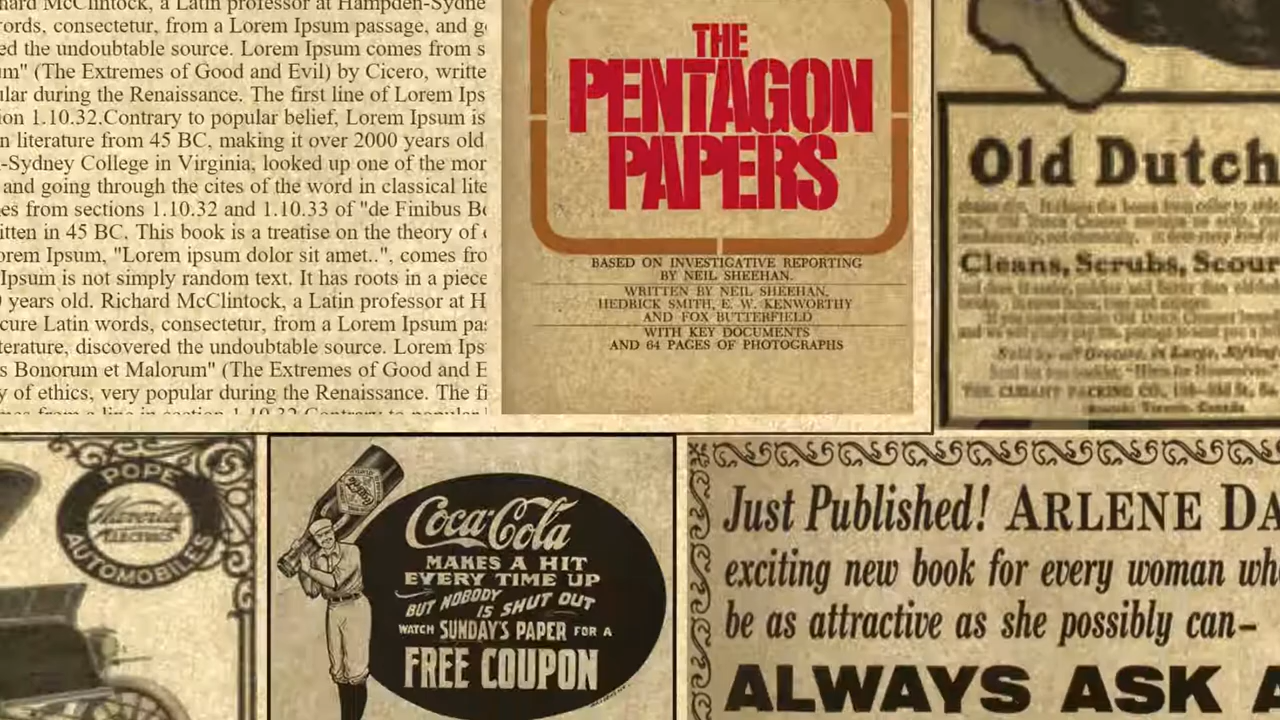 hard McClintock, a Latin professor at Hampden-Sydne
ords, consectetur, from a Lorem Ipsum passage, and g
ed the undoubtable source. Lorem Ipsum comes from s
um" (The Extremes of Good and Evil) by Cicero, writte
ular during the Renaissance. The first line of Lorem Ips
ion 1.10.32.Contrary to popular belief, Lorem Ipsum is
n literature from 45 BC, making it over 2000 years old
-Sydney College in Virginia, looked up one of the mor
and going through the cites of the word in classical lite
es from sections 1.10.32 and 1.10.33 of "de Finibus B
itten in 45 BC. This book is a treatise on the theory of
orem Ipsum, "Lorem ipsum dolor sit amet..", comes fro
Ipsum is not simply random text. It has roots in a piece
years old. Richard McClintock, a Latin professor at H
cure Latin words, consectetur, from a Lorem Ipsum pa
terature, discovered the undoubtable source. Lorem Ips
s Bonorum et Malorum" (The Extremes of Good and E
y of ethics, very popular during the Renaissance. The fi
THE
PENTAGON
PAPERS
BASED ON INVESTIGATIVE REPORTING
BY NEIL SHEEHAN.
WRITTEN BY NEIL SHEEHAN,
HEDRICK SMITH, E. W. KENWORTHY
AND FOX BUTTERFIELD
WITH KEY DOCUMENTS
AND 64 PAGES OF PHOTOGRAPHS
Old Dutch
Cleans, Scrubs, Scour
POPE
Waverley
ELECTRICS
AUTOMOBILES
Coca-Cola
MAKES A HIT
EVERY TIME UP
BUT NOBODY
IS SHUT OUT
WATCH SUNDAY'S PAPER FOR A
FREE COUPON
Just Published! ARLENE DA
exciting new book for every woman wh
be as attractive as she possibly can–
ALWAYS ASK A